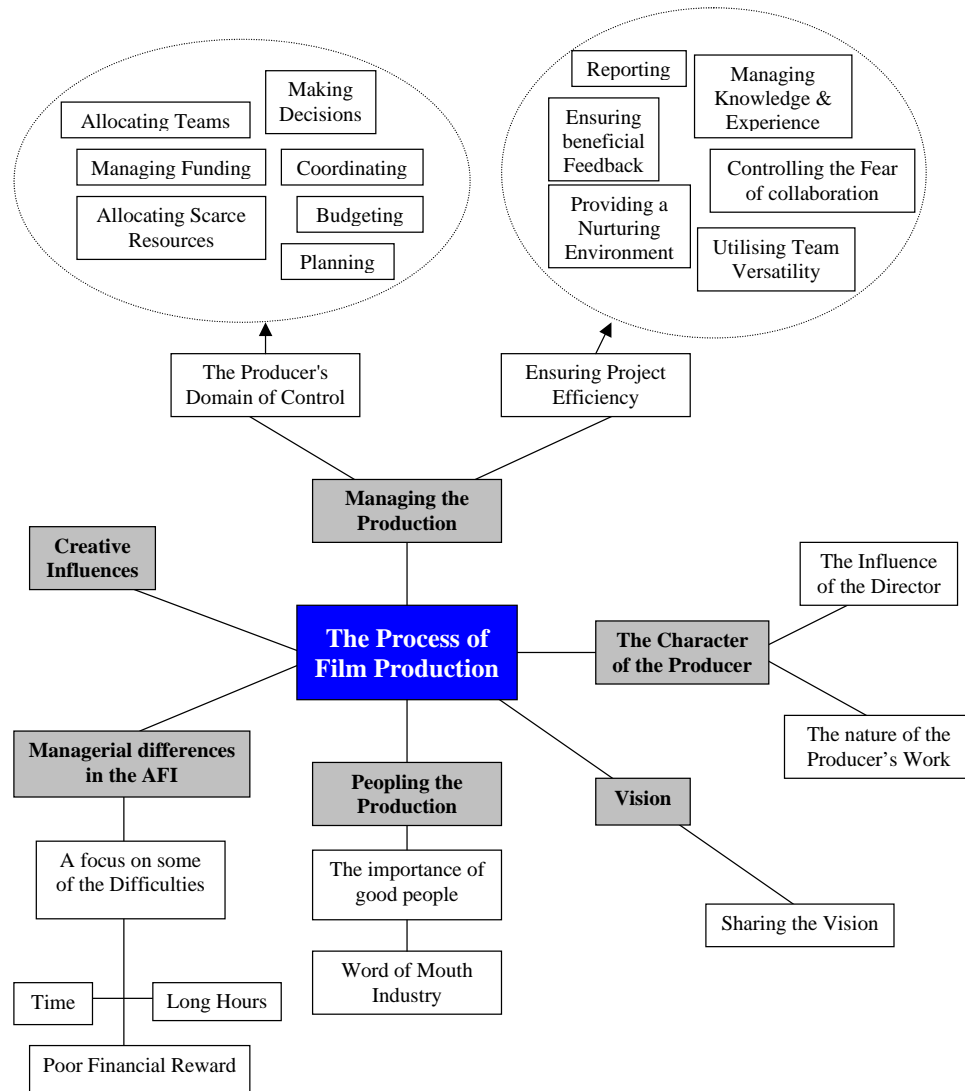 Making
Decisions
Allocating Teams
Managing Funding
Coordinating
Allocating Scarce
Resources
Budgeting
Planning
Reporting
Managing
Knowledge &
Experience
Ensuring
beneficial
Feedback
Controlling the Fear
of collaboration
Providing a
Nurturing
Environment
Utilising Team
Versatility
The Producer's
Domain of Control
Ensuring Project
Efficiency
Managing the
Production
Creative
Influences
The Influence
of the Director
The Process of
Film Production
The Character
of the Producer
The nature of the
Producer’s Work
Managerial differences
in the AFI
Peopling the
Production
Vision
A focus on some
of the Difficulties
The importance of
good people
Sharing the Vision
Word of Mouth
Industry
Time
Long Hours
Poor Financial Reward